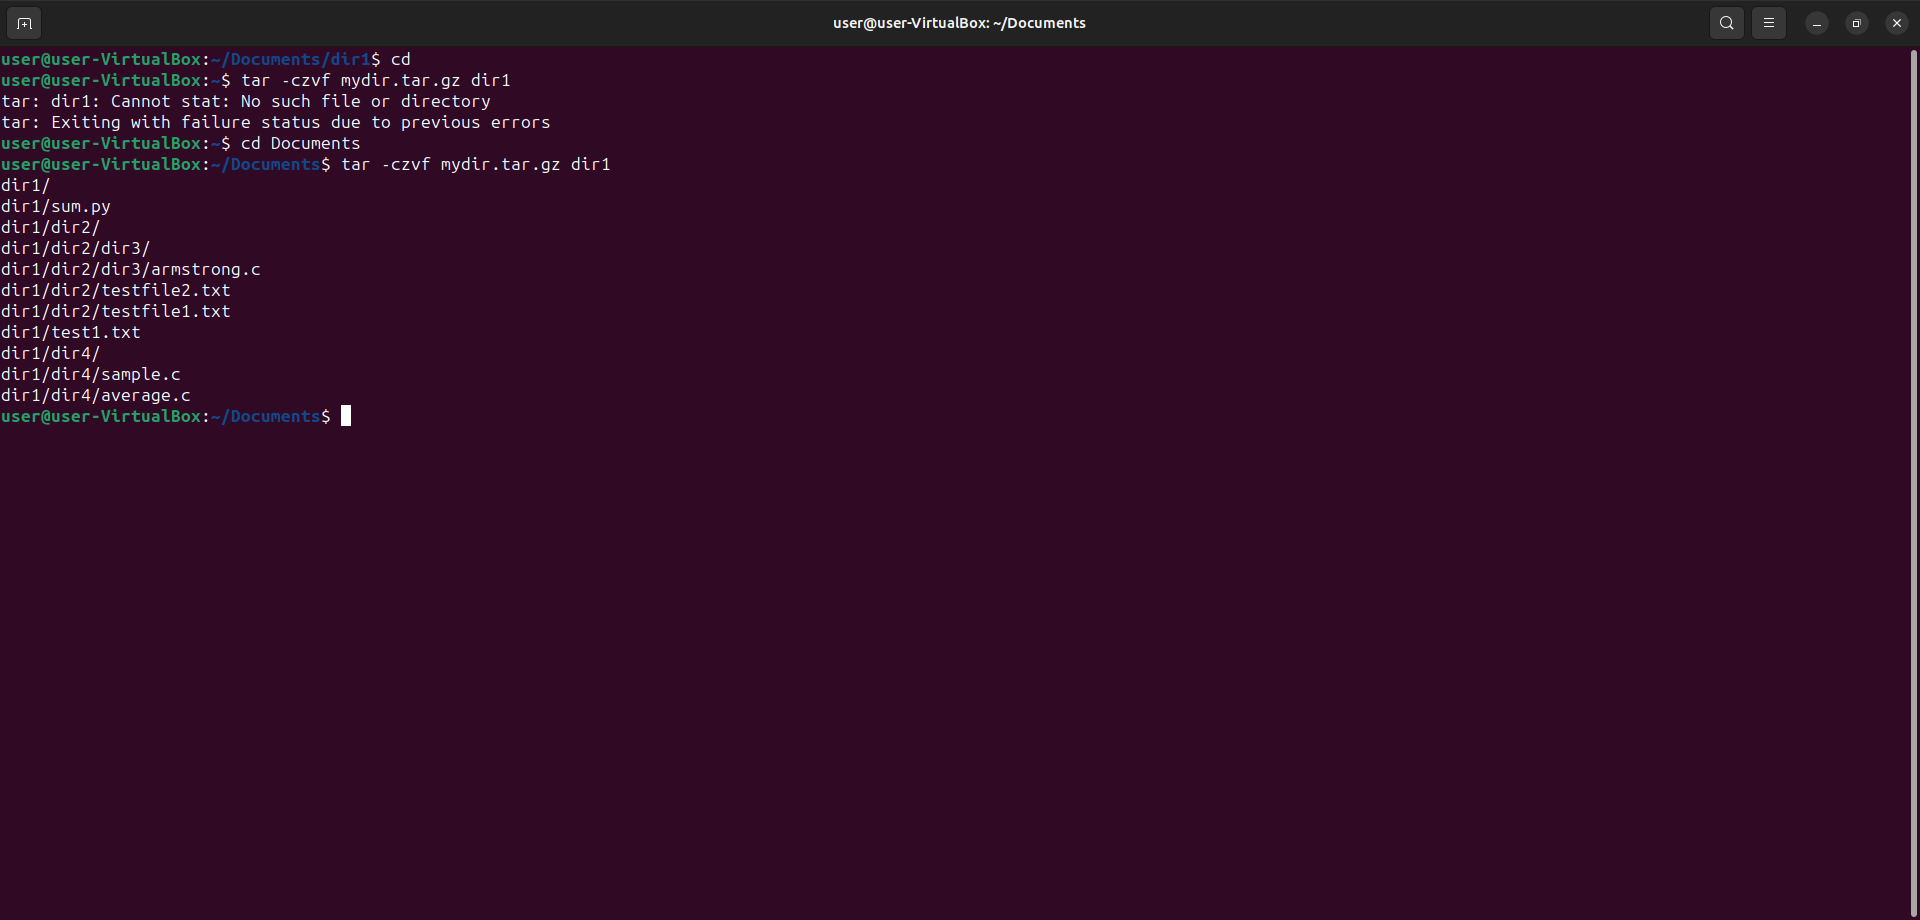 user@user-VirtualBox: ~/Documents
user@user-VirtualBox:~/Documents/dir1$ cd
user@user-VirtualBox:~$ tar -czvf mydir.tar.gz dir1
tar: dir1: Cannot stat: No such file or directory
tar: Exiting with failure status due to previous errors
user@user-VirtualBox:~$ cd Documents
user@user-VirtualBox:~/Documents$ tar -czvf mydir.tar.gz dir1
dir1/
dir1/sum.py
dir1/dir2/
dir1/dir2/dir3/
dir1/dir2/dir3/armstrong.c
dir1/dir2/testfile2.txt
dir1/dir2/testfile1.txt
dir1/test1.txt
dir1/dir4/
dir1/dir4/sample.c
dir1/dir4/average.c
user@user-VirtualBox:~/Documents$